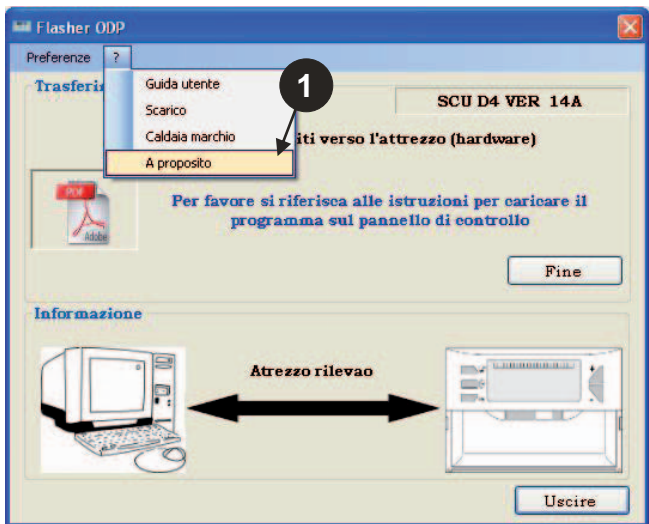 Flasher ODP
Preferenze ?
Guida utente
Scarico
Caldaia marchio
A proposito
1
SCU D4 VER 14A
iti verso l'attrezzo (hardware)
PDF
Adobe
Per favore si riferisca alle istruzioni per caricare il
programma sul pannello di controllo
Fine
Informazione
Atrezzo rilevao
Uscire